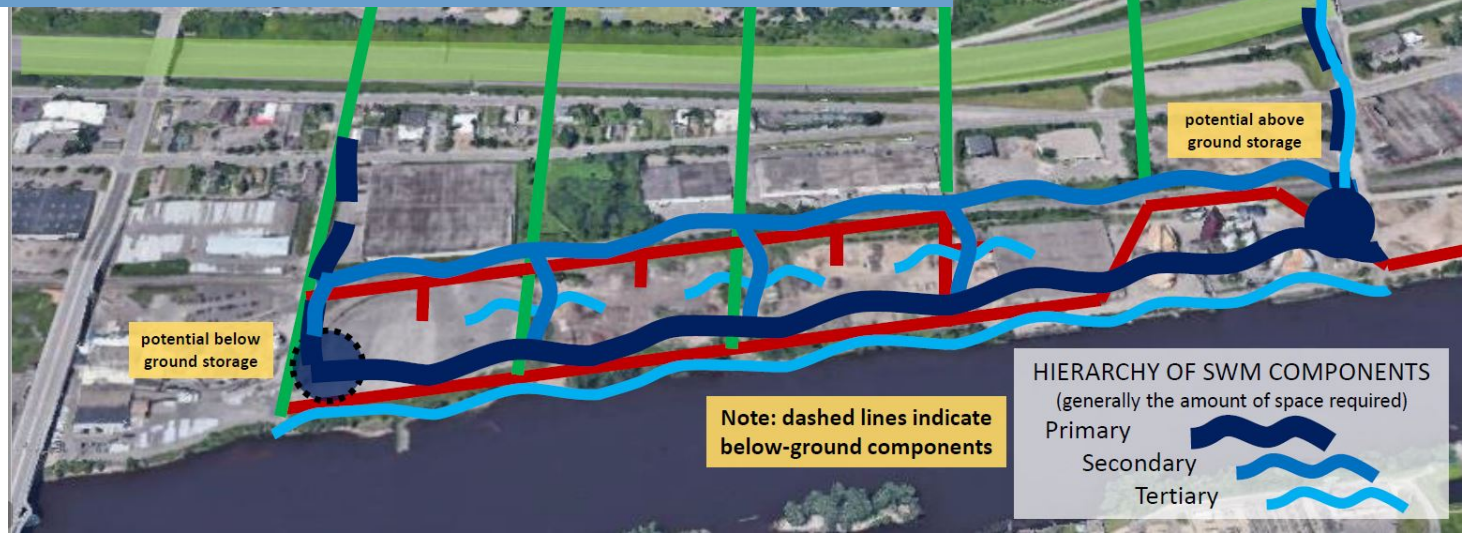 potential above
ground storage
potential below
ground storage
Note: dashed lines indicate
below-ground components
HIERARCHY OF SWM COMPONENTS
(generally the amount of space required)
Primary
Secondary
Tertiary